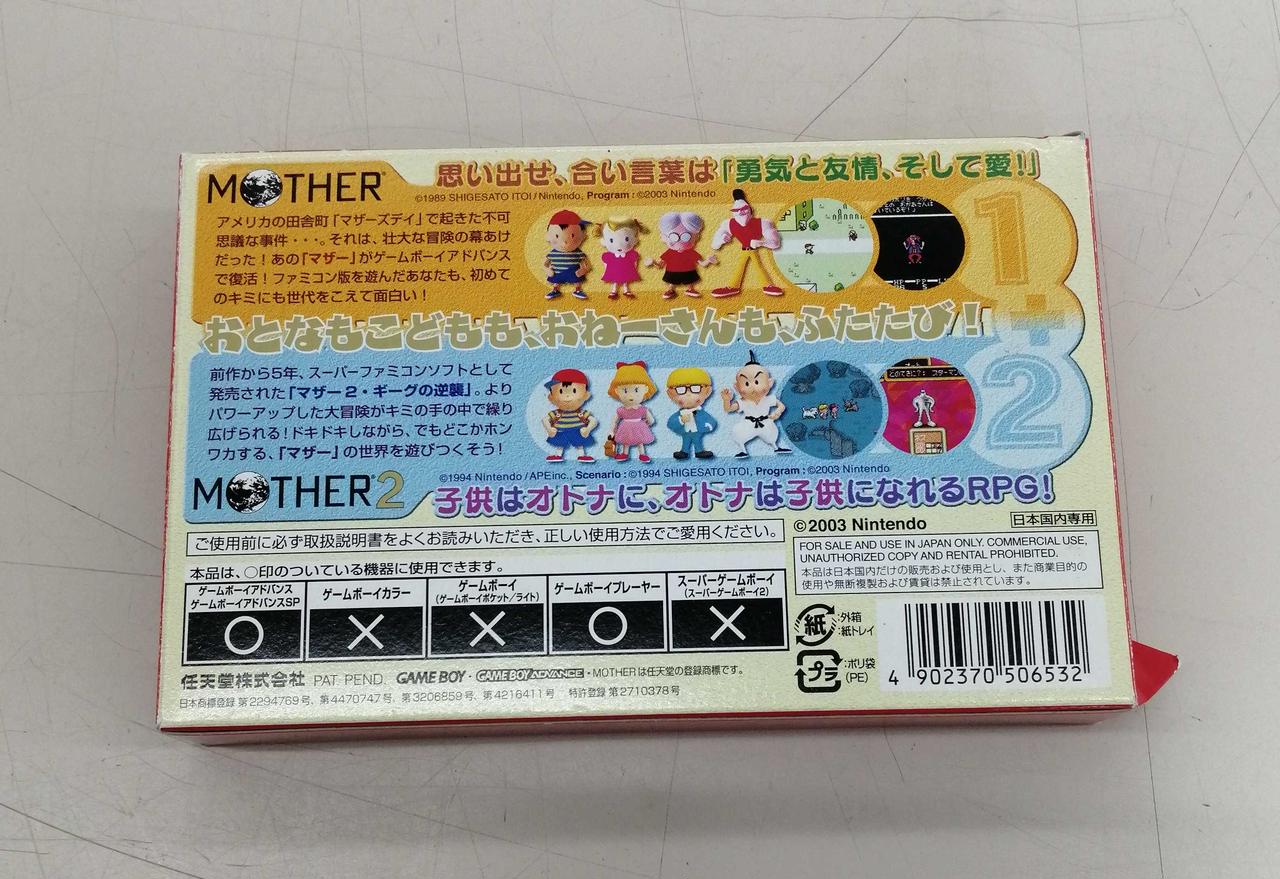 MOTHER®
思い出せ、合い言葉は「勇気と友情、そして愛!」
©1989 SHIGESATO ITOI/Nintendo, Program:©2003 Nintendo
アメリカの田舎町「マザーズデイ」で起きた不可
思議な事件・・・。それは、壮大な冒険の幕あけ
だった!あの「マザー」がゲームボーイアドバンス
で復活!ファミコン版を遊んだあなたも、初めて
のキミにも世代をこえて面白い!
1+2
おとなもこどもも、おねーさんも、ふたたび!
前作から5年、スーパーファミコンソフトとして
発売された「マザー2・ギーグの逆襲」。より
パワーアップした大冒険がキミの手の中で繰り
広げられる!ドキドキしながら、でもどこかホン
ワカする、「マザー」の世界を遊びつくそう!
©1994 Nintendo/APEinc., Scenario:©1994 SHIGESATO ITOI, Program:©2003 Nintendo
MOTHER®2
子供はオトナに、オトナは子供になれるRPG!
ご使用前に必ず取扱説明書をよくお読みいただき、正しい使用方法でご愛用ください。
©2003 Nintendo
日本国内専用
FOR SALE AND USE IN JAPAN ONLY. COMMERCIAL USE,
UNAUTHORIZED COPY AND RENTAL PROHIBITED.
本品は日本国内だけの販売および使用とし、また商業目的の
使用や無断複製および賃貸は禁止されています。
本品は、○印のついている機器に使用できます。
ゲームボーイアドバンス
ゲームボーイアドバンスSP
○
ゲームボーイカラー
×
ゲームボーイ
(ゲームボーイポケット/ライト)
×
ゲームボーイプレーヤー
○
スーパーゲームボーイ
(スーパーゲームボーイ2)
×
紙
:外箱
:紙トレイ
プラ
:ポリ袋
(PE)
4 902370 506532
任天堂株式会社 PAT PEND. GAME BOY・GAME BOY ADVANCE・MOTHERは任天堂の登録商標です。
日本商標登録 第2294769号、第4470747号、第3206859号、第4216411号 特許登録 第2710378号